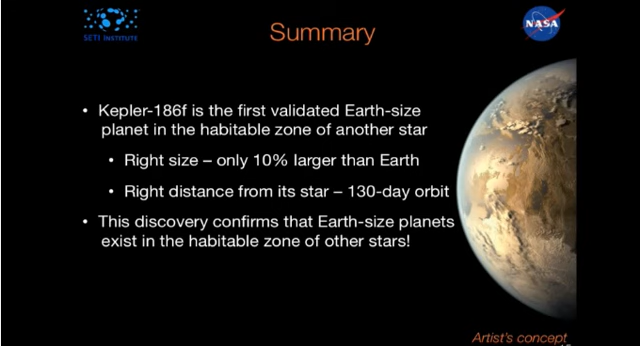 SETI INSTITUTE
Summary
NASA
• Kepler-186f is the first validated Earth-size
planet in the habitable zone of another star
• Right size – only 10% larger than Earth
• Right distance from its star – 130-day orbit
• This discovery confirms that Earth-size planets
exist in the habitable zone of other stars!
Artist's concept